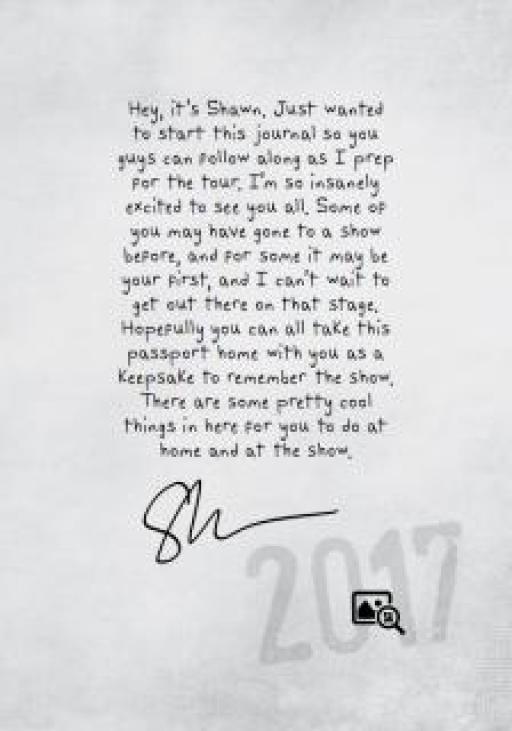 Hey, it's Shawn. Just wanted
to start this journal so you
guys can follow along as I prep
for the tour. I'm so insanely
excited to see you all. Some of
you may have gone to a show
before, and for some it may be
your first, and I can't wait to
get out there on that stage.
Hopefully you can all take this
passport home with you as a
keepsake to remember the show.
There are some pretty cool
things in here for you to do at
home and at the show.
2017